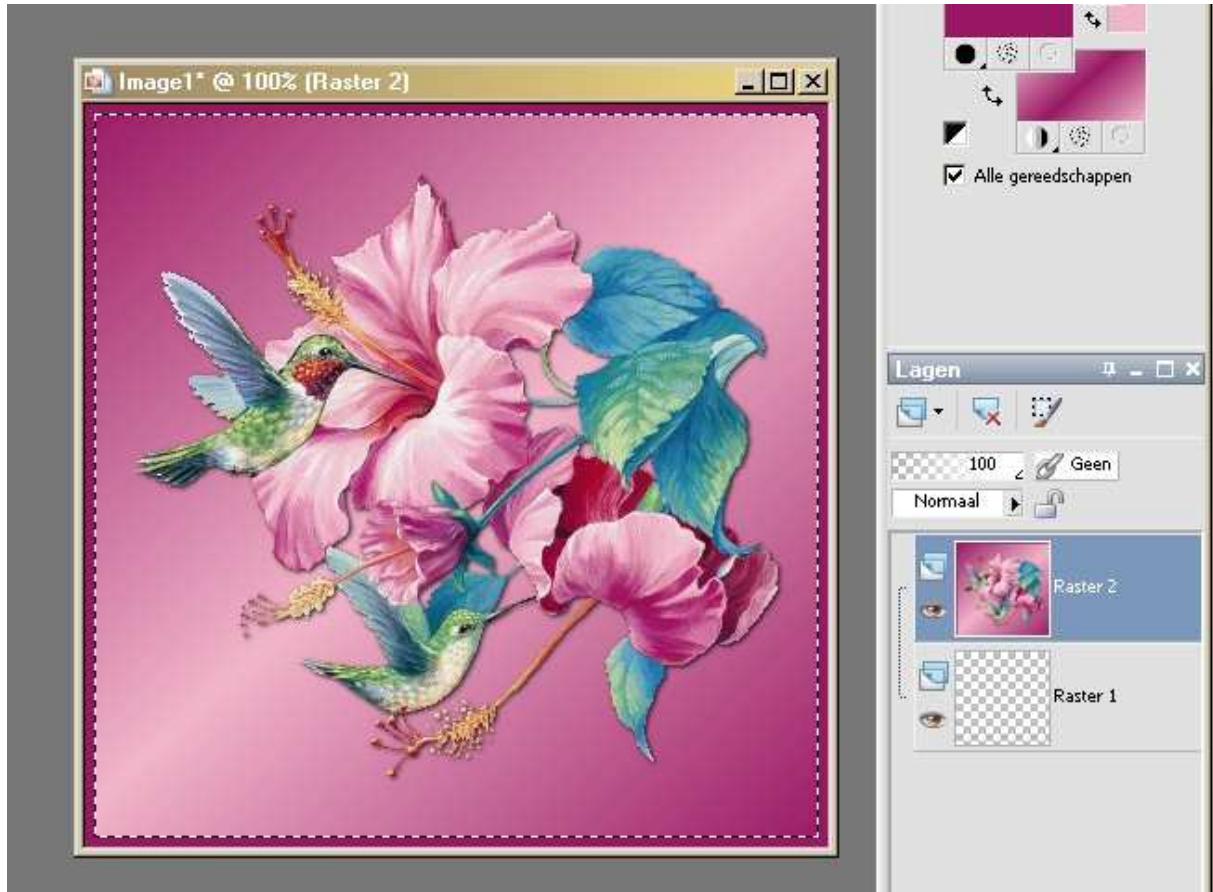 Image1* @ 100% (Raster 2)
Alle gereedschappen
Lagen
100
Geen
Normaal
Raster 2
Raster 1